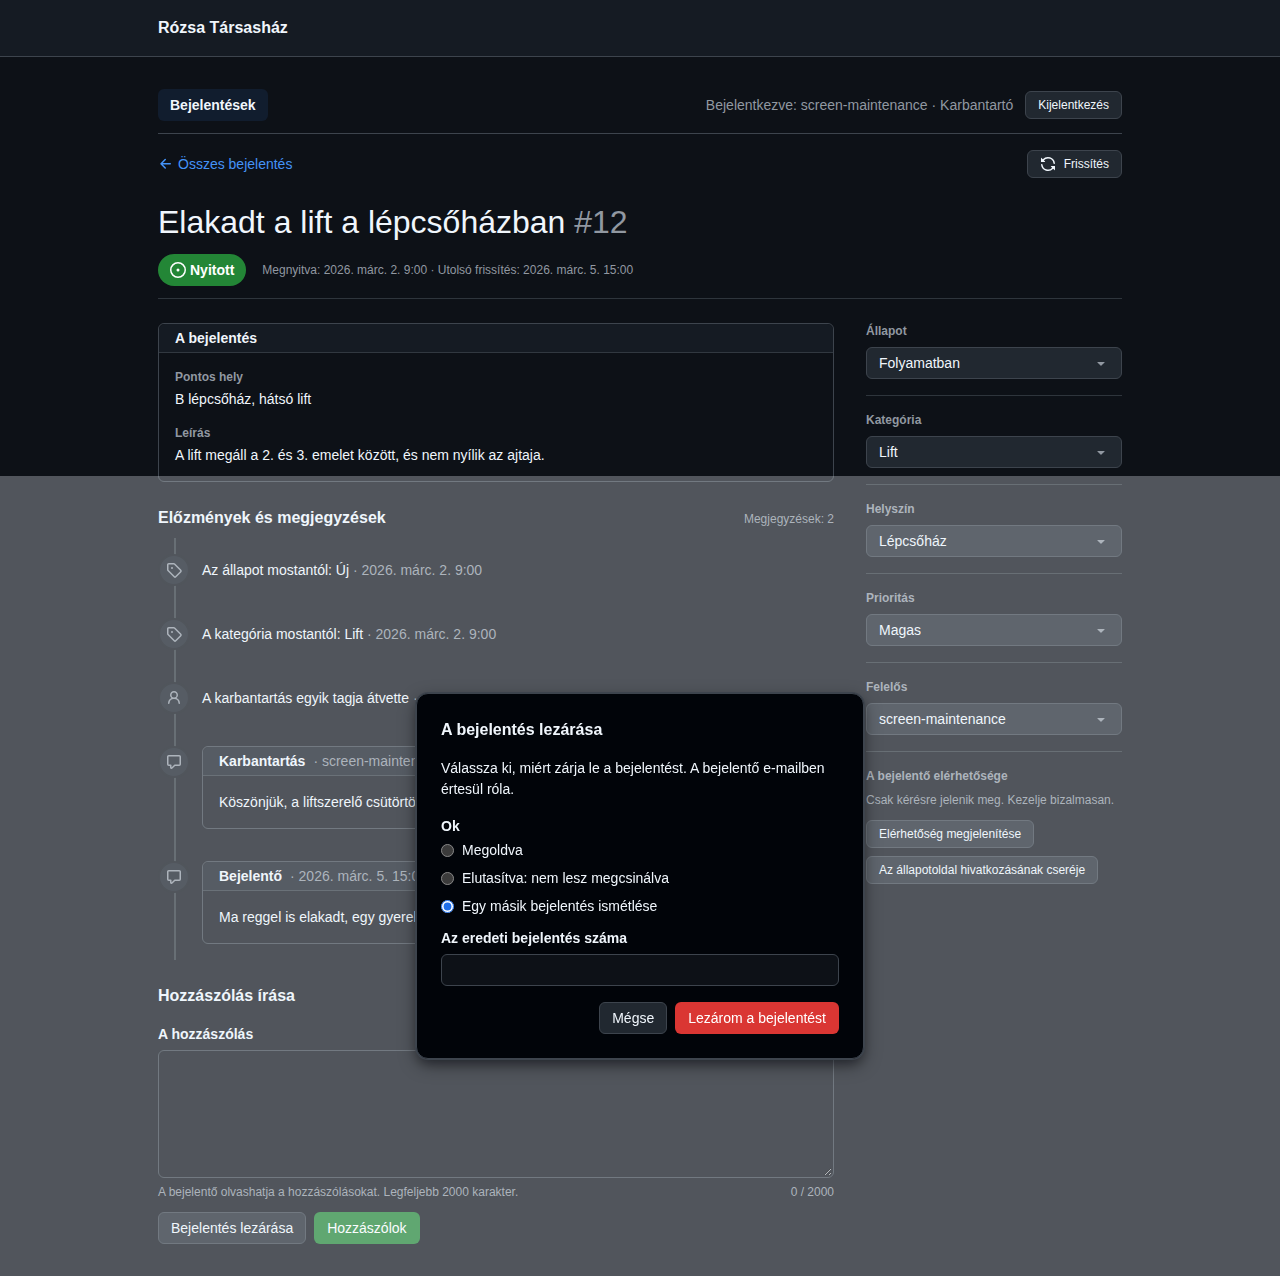 Rózsa Társasház
Bejelentések
Bejelentkezve: screen-maintenance · Karbantartó
Kijelentkezés
Összes bejelentés
Frissítés
Elakadt a lift a lépcsőházban #12
Nyitott
Megnyitva: 2026. márc. 2. 9:00 · Utolsó frissítés: 2026. márc. 5. 15:00
A bejelentés
Pontos hely
B lépcsőház, hátsó lift
Leírás
A lift megáll a 2. és 3. emelet között, és nem nyílik az ajtaja.
Állapot
Folyamatban
Kategória
Lift
Helyszín
Lépcsőház
Prioritás
Magas
Felelős
screen-maintenance
A bejelentő elérhetősége
Csak kérésre jelenik meg. Kezelje bizalmasan.
Elérhetőség megjelenítése
Az állapotoldal hivatkozásának cseréje
Előzmények és megjegyzések
Megjegyzések: 2
Az állapot mostantól: Új · 2026. márc. 2. 9:00
A kategória mostantól: Lift · 2026. márc. 2. 9:00
A karbantartás egyik tagja átvette ·
Karbantartás · screen-mainten
Köszönjük, a liftszerelő csütörtö
Bejelentő · 2026. márc. 5. 15:0
Ma reggel is elakadt, egy gyerek
A bejelentés lezárása
Válassza ki, miért zárja le a bejelentést. A bejelentő e-mailben
értesül róla.
Ok
Megoldva
Elutasítva: nem lesz megcsinálva
Egy másik bejelentés ismétlése
Az eredeti bejelentés száma
Mégse
Lezárom a bejelentést
Hozzászólás írása
A hozzászólás
A bejelentő olvashatja a hozzászólásokat. Legfeljebb 2000 karakter.
0 / 2000
Bejelentés lezárása
Hozzászólok